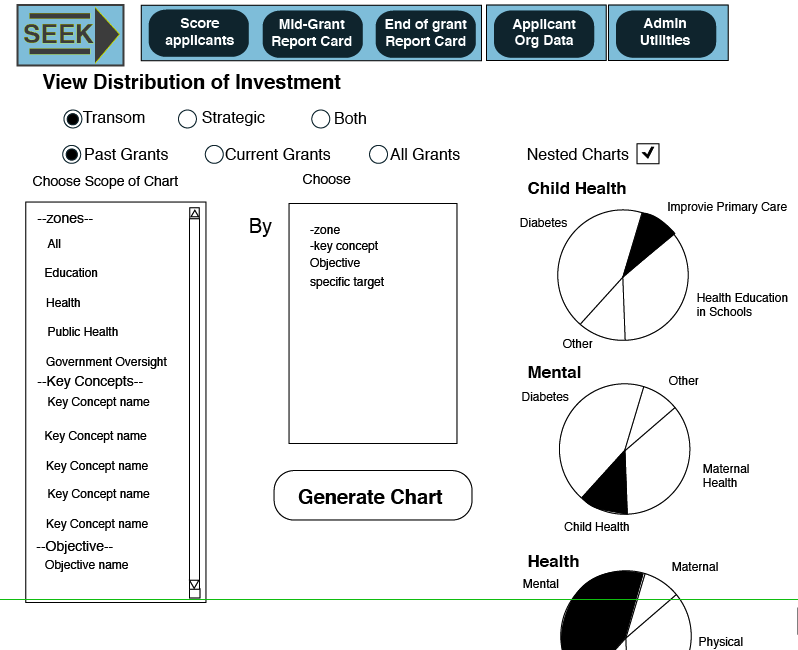 SEEK
Score
applicants
Mid-Grant
Report Card
End of grant
Report Card
Applicant
Org Data
Admin
Utilities
View Distribution of Investment
Transom
Strategic
Both
Past Grants
Current Grants
All Grants
Nested Charts
Choose Scope of Chart
--zones--
All
Education
Health
Public Health
Government Oversight
--Key Concepts--
Key Concept name
Key Concept name
Key Concept name
Key Concept name
Key Concept name
--Objective--
Objective name
By
Choose
-zone
-key concept
Objective
specific target
Generate Chart
Child Health
Improvie Primary Care
Diabetes
Health Education
in Schools
Other
Mental
Other
Diabetes
Maternal
Health
Child Health
Health
Maternal
Mental
Physical